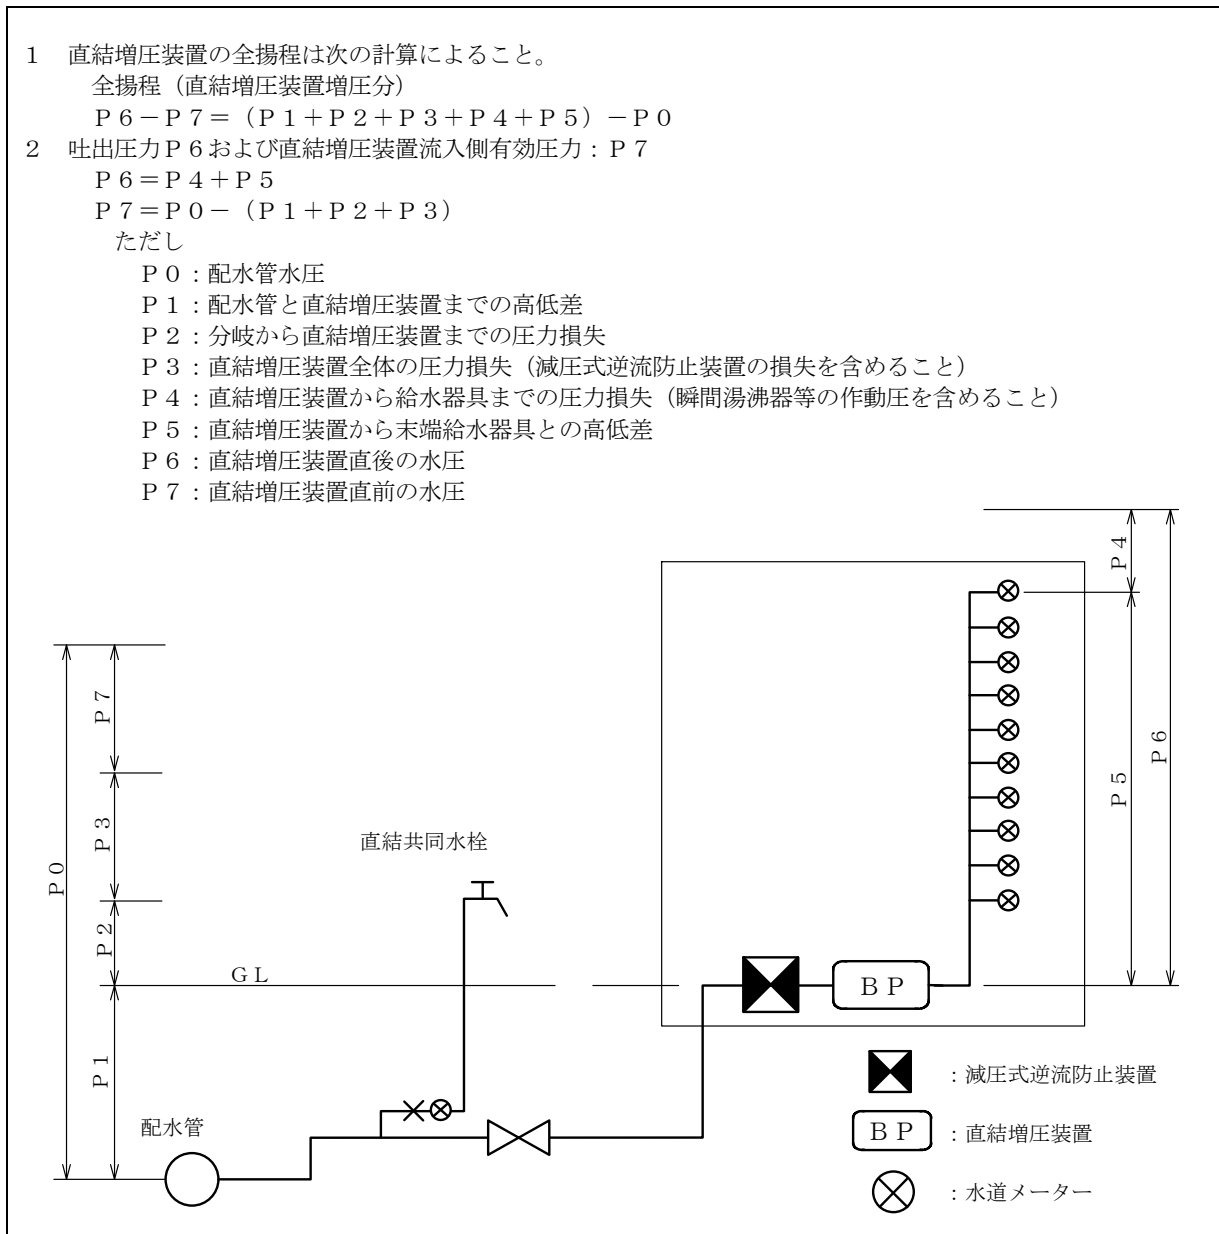 １　直結増圧装置の全揚程は次の計算によること。
全揚程（直結増圧装置増圧分）
Ｐ６－Ｐ７＝（Ｐ１＋Ｐ２＋Ｐ３＋Ｐ４＋Ｐ５）－Ｐ０
２　吐出圧力Ｐ６および直結増圧装置流入側有効圧力：Ｐ７
Ｐ６＝Ｐ４＋Ｐ５
Ｐ７＝Ｐ０－（Ｐ１＋Ｐ２＋Ｐ３）
ただし
Ｐ０：配水管水圧
Ｐ１：配水管と直結増圧装置までの高低差
Ｐ２：分岐から直結増圧装置までの圧力損失
Ｐ３：直結増圧装置全体の圧力損失（減圧式逆流防止装置の損失を含めること）
Ｐ４：直結増圧装置から給水器具までの圧力損失（瞬間湯沸器等の作動圧を含めること）
Ｐ５：直結増圧装置から末端給水器具との高低差
Ｐ６：直結増圧装置直後の水圧
Ｐ７：直結増圧装置直前の水圧
Ｐ４
Ｐ７
Ｐ６
Ｐ５
Ｐ３
直結共同水栓
Ｐ０
Ｐ２
ＧＬ
ＢＰ
Ｐ１
：減圧式逆流防止装置
配水管
ＢＰ
：直結増圧装置
：水道メーター